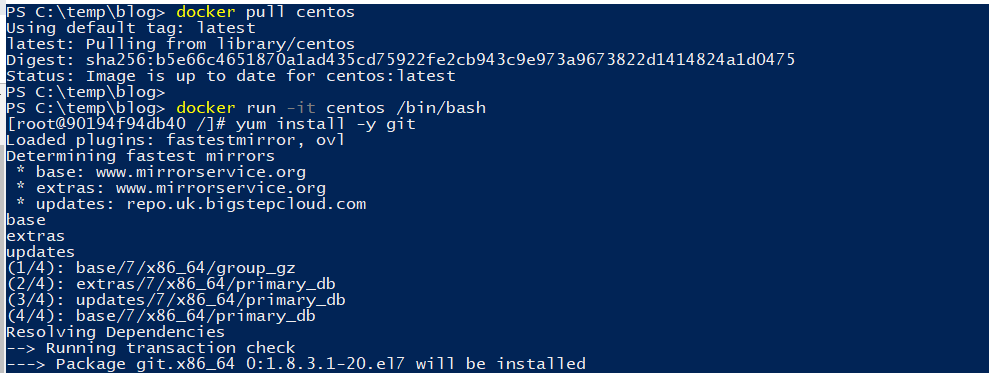 PS C:\temp\blog> docker pull centos
Using default tag: latest
latest: Pulling from library/centos
Digest: sha256:b5e66c4651870a1ad435cd75922fe2cb943c9e973a9673822d1414824a1d0475
Status: Image is up to date for centos:latest
PS C:\temp\blog>
PS C:\temp\blog> docker run -it centos /bin/bash
[root@90194f94db40 /]# yum install -y git
Loaded plugins: fastestmirror, ovl
Determining fastest mirrors
 * base: www.mirrorservice.org
 * extras: www.mirrorservice.org
 * updates: repo.uk.bigstepcloud.com
base
extras
updates
(1/4): base/7/x86_64/group_gz
(2/4): extras/7/x86_64/primary_db
(3/4): updates/7/x86_64/primary_db
(4/4): base/7/x86_64/primary_db
Resolving Dependencies
--> Running transaction check
---> Package git.x86_64 0:1.8.3.1-20.el7 will be installed